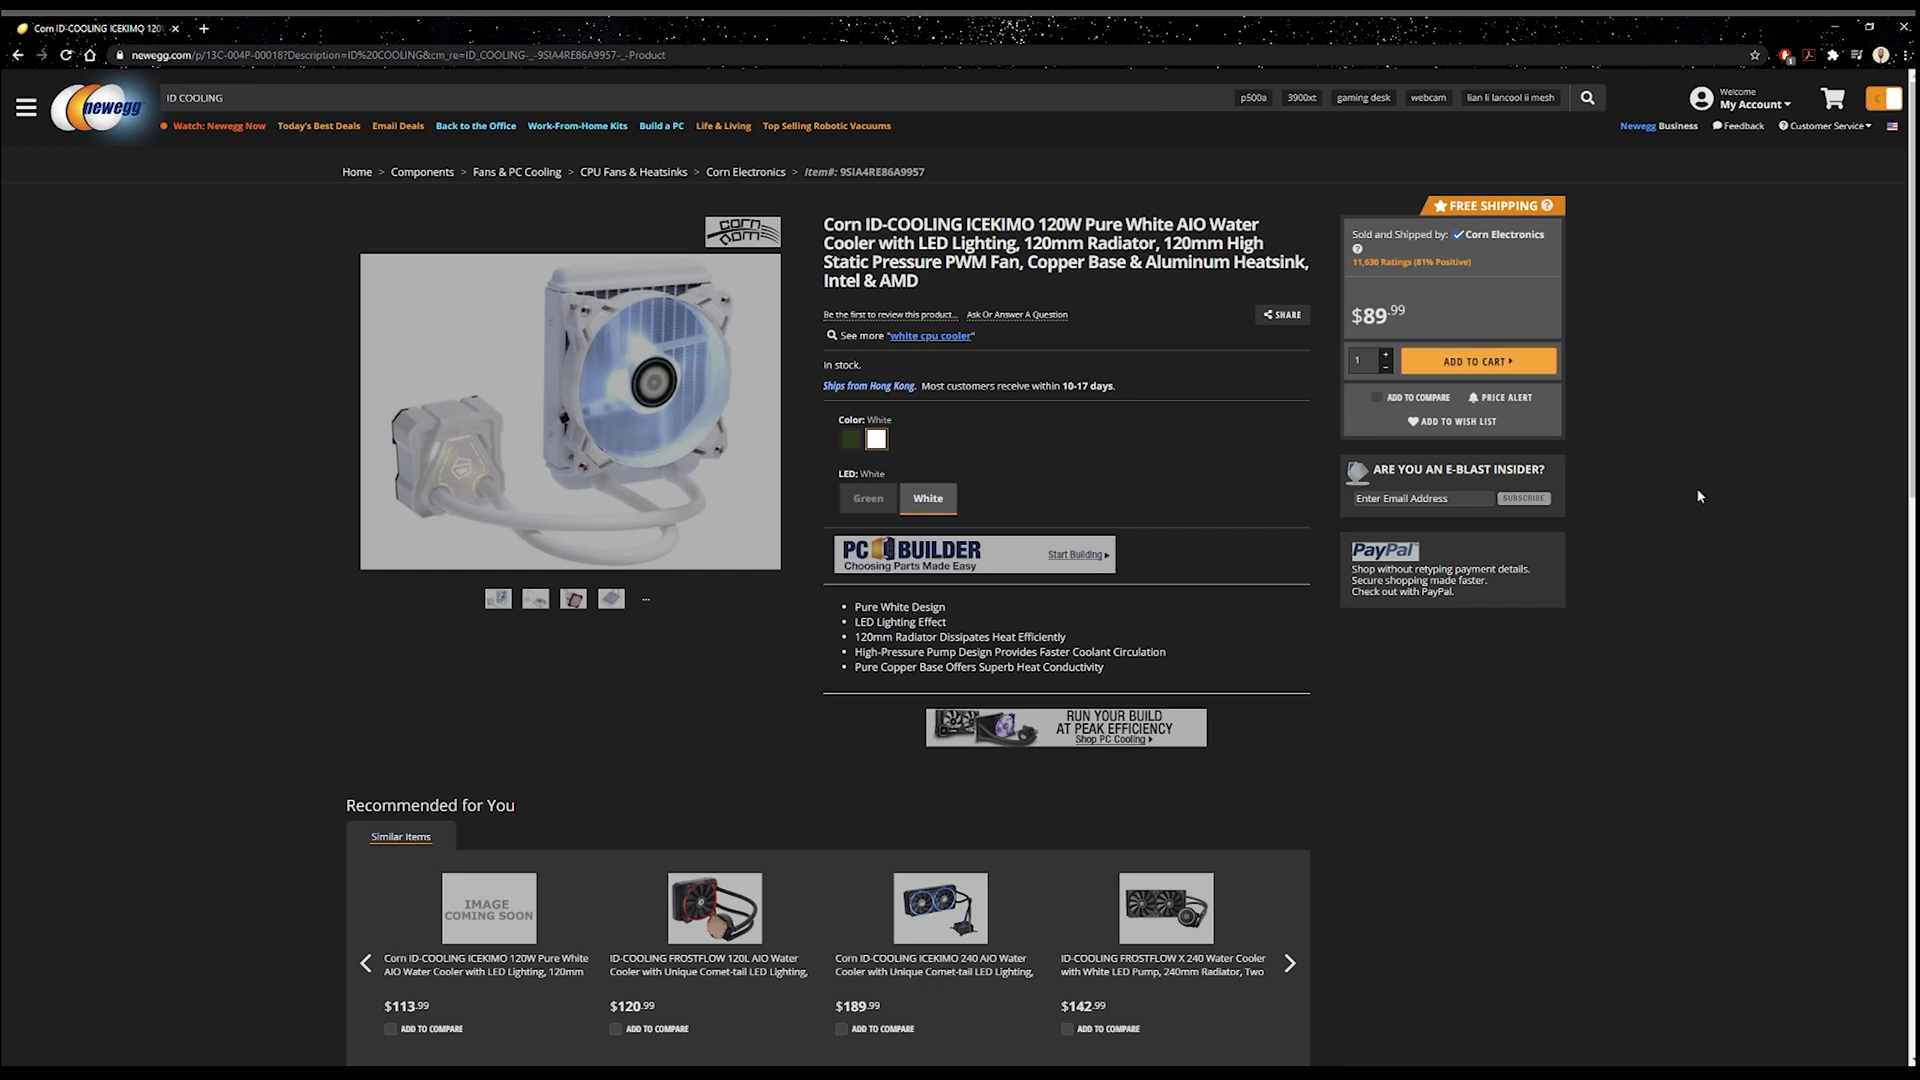 Corn ID-COOLING ICEKIMO 120W
newegg.com/p/13C-004P-00018?Description=ID%20COOLING&cm_re=ID_COOLING-_-9SIA4RE86A9957-_-Product
newegg
ID COOLING
p500a
3900xt
gaming desk
webcam
lian li lancool ii mesh
Welcome
My Account
Watch: Newegg Now
Today's Best Deals
Email Deals
Back to the Office
Work-From-Home Kits
Build a PC
Life & Living
Top Selling Robotic Vacuums
Newegg Business
Feedback
Customer Service
Home > Components > Fans & PC Cooling > CPU Fans & Heatsinks > Corn Electronics > Item#: 9SIA4RE86A9957
corn
Corn ID-COOLING ICEKIMO 120W Pure White AIO Water
Cooler with LED Lighting, 120mm Radiator, 120mm High
Static Pressure PWM Fan, Copper Base & Aluminum Heatsink,
Intel & AMD
Be the first to review this product...
Ask Or Answer A Question
SHARE
See more "white cpu cooler"
In stock.
Ships from Hong Kong. Most customers receive within 10-17 days.
Color: White
LED: White
Green
White
PC BUILDER
Choosing Parts Made Easy
Start Building
...
• Pure White Design
• LED Lighting Effect
• 120mm Radiator Dissipates Heat Efficiently
• High-Pressure Pump Design Provides Faster Coolant Circulation
• Pure Copper Base Offers Superb Heat Conductivity
RUN YOUR BUILD
AT PEAK EFFICIENCY
Shop PC Cooling
FREE SHIPPING
Sold and Shipped by: Corn Electronics
11,630 Ratings (81% Positive)
$89.99
1
ADD TO CART
ADD TO COMPARE
PRICE ALERT
ADD TO WISH LIST
ARE YOU AN E-BLAST INSIDER?
Enter Email Address
SUBSCRIBE
PayPal
Shop without retyping payment details.
Secure shopping made faster.
Check out with PayPal.
Recommended for You
Similar Items
IMAGE
COMING SOON
Corn ID-COOLING ICEKIMO 120W Pure White
AIO Water Cooler with LED Lighting, 120mm
$113.99
ADD TO COMPARE
ID-COOLING FROSTFLOW 120L AIO Water
Cooler with Unique Comet-tail LED Lighting,
$120.99
ADD TO COMPARE
Corn ID-COOLING ICEKIMO 240 AIO Water
Cooler with Unique Comet-tail LED Lighting,
$189.99
ADD TO COMPARE
ID-COOLING FROSTFLOW X 240 Water Cooler
with White LED Pump, 240mm Radiator, Two
$142.99
ADD TO COMPARE